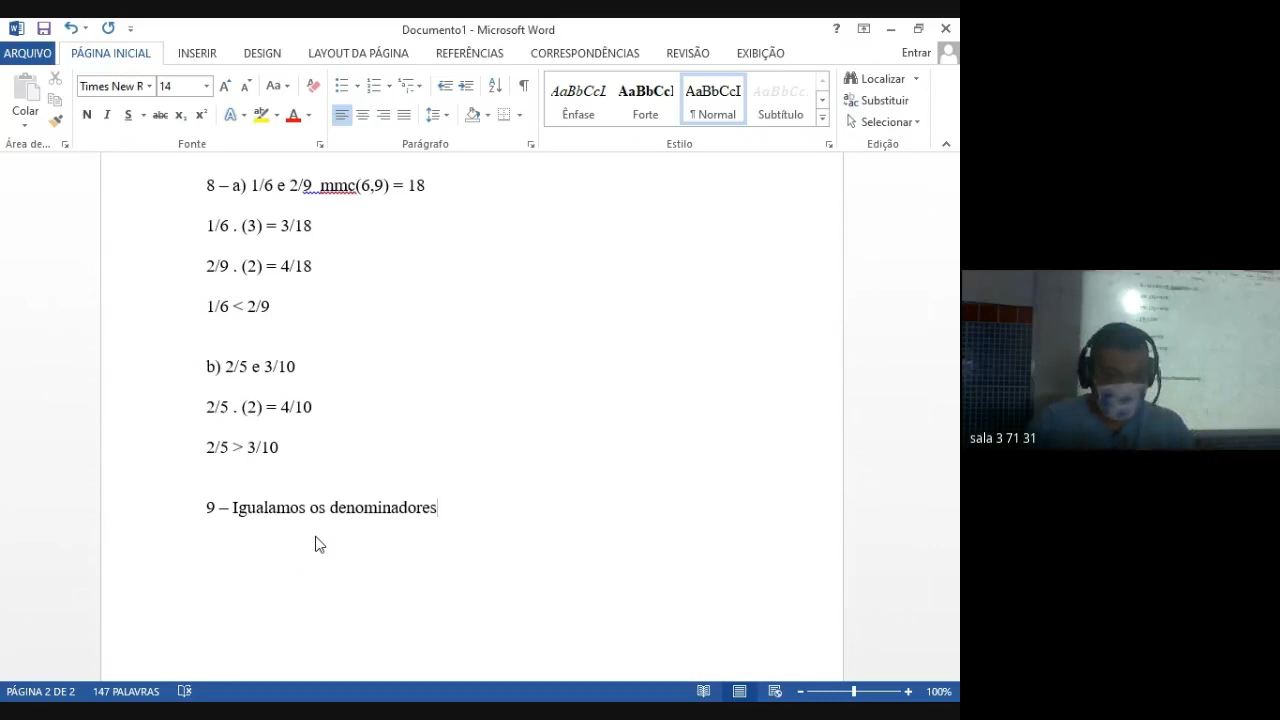 Documento1 - Microsoft Word
ARQUIVO PÁGINA INICIAL INSERIR DESIGN LAYOUT DA PÁGINA REFERÊNCIAS CORRESPONDÊNCIAS REVISÃO EXIBIÇÃO Entrar
Colar
Times New R 14
Aa
N I S abc x₂ x² A A
AaBbCcI AaBbCcI AaBbCcI AaBbCc
Ênfase Forte ¶ Normal Subtítulo
Localizar
Substituir
Selecionar
Área de... Fonte Parágrafo Estilo Edição
8 – a) 1/6 e 2/9 mmc(6,9) = 18
1/6 . (3) = 3/18
2/9 . (2) = 4/18
1/6 < 2/9
b) 2/5 e 3/10
2/5 . (2) = 4/10
2/5 > 3/10
9 – Igualamos os denominadores
sala 3 71 31
PÁGINA 2 DE 2 147 PALAVRAS 100%